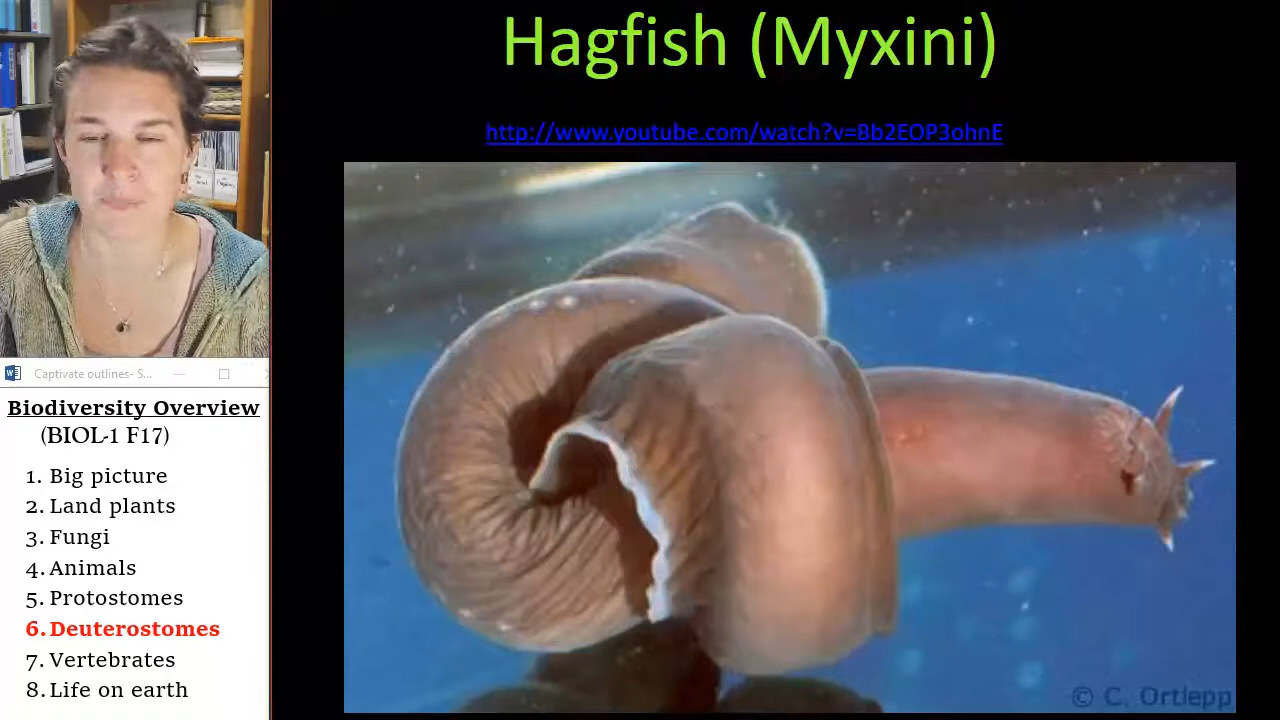 Hagfish (Myxini)
http://www.youtube.com/watch?v=Bb2EOP3ohnE
Captivate outlines- S...
Biodiversity Overview
(BIOL-1 F17)
1. Big picture
2. Land plants
3. Fungi
4. Animals
5. Protostomes
6. Deuterostomes
7. Vertebrates
8. Life on earth
© C. Ortlepp